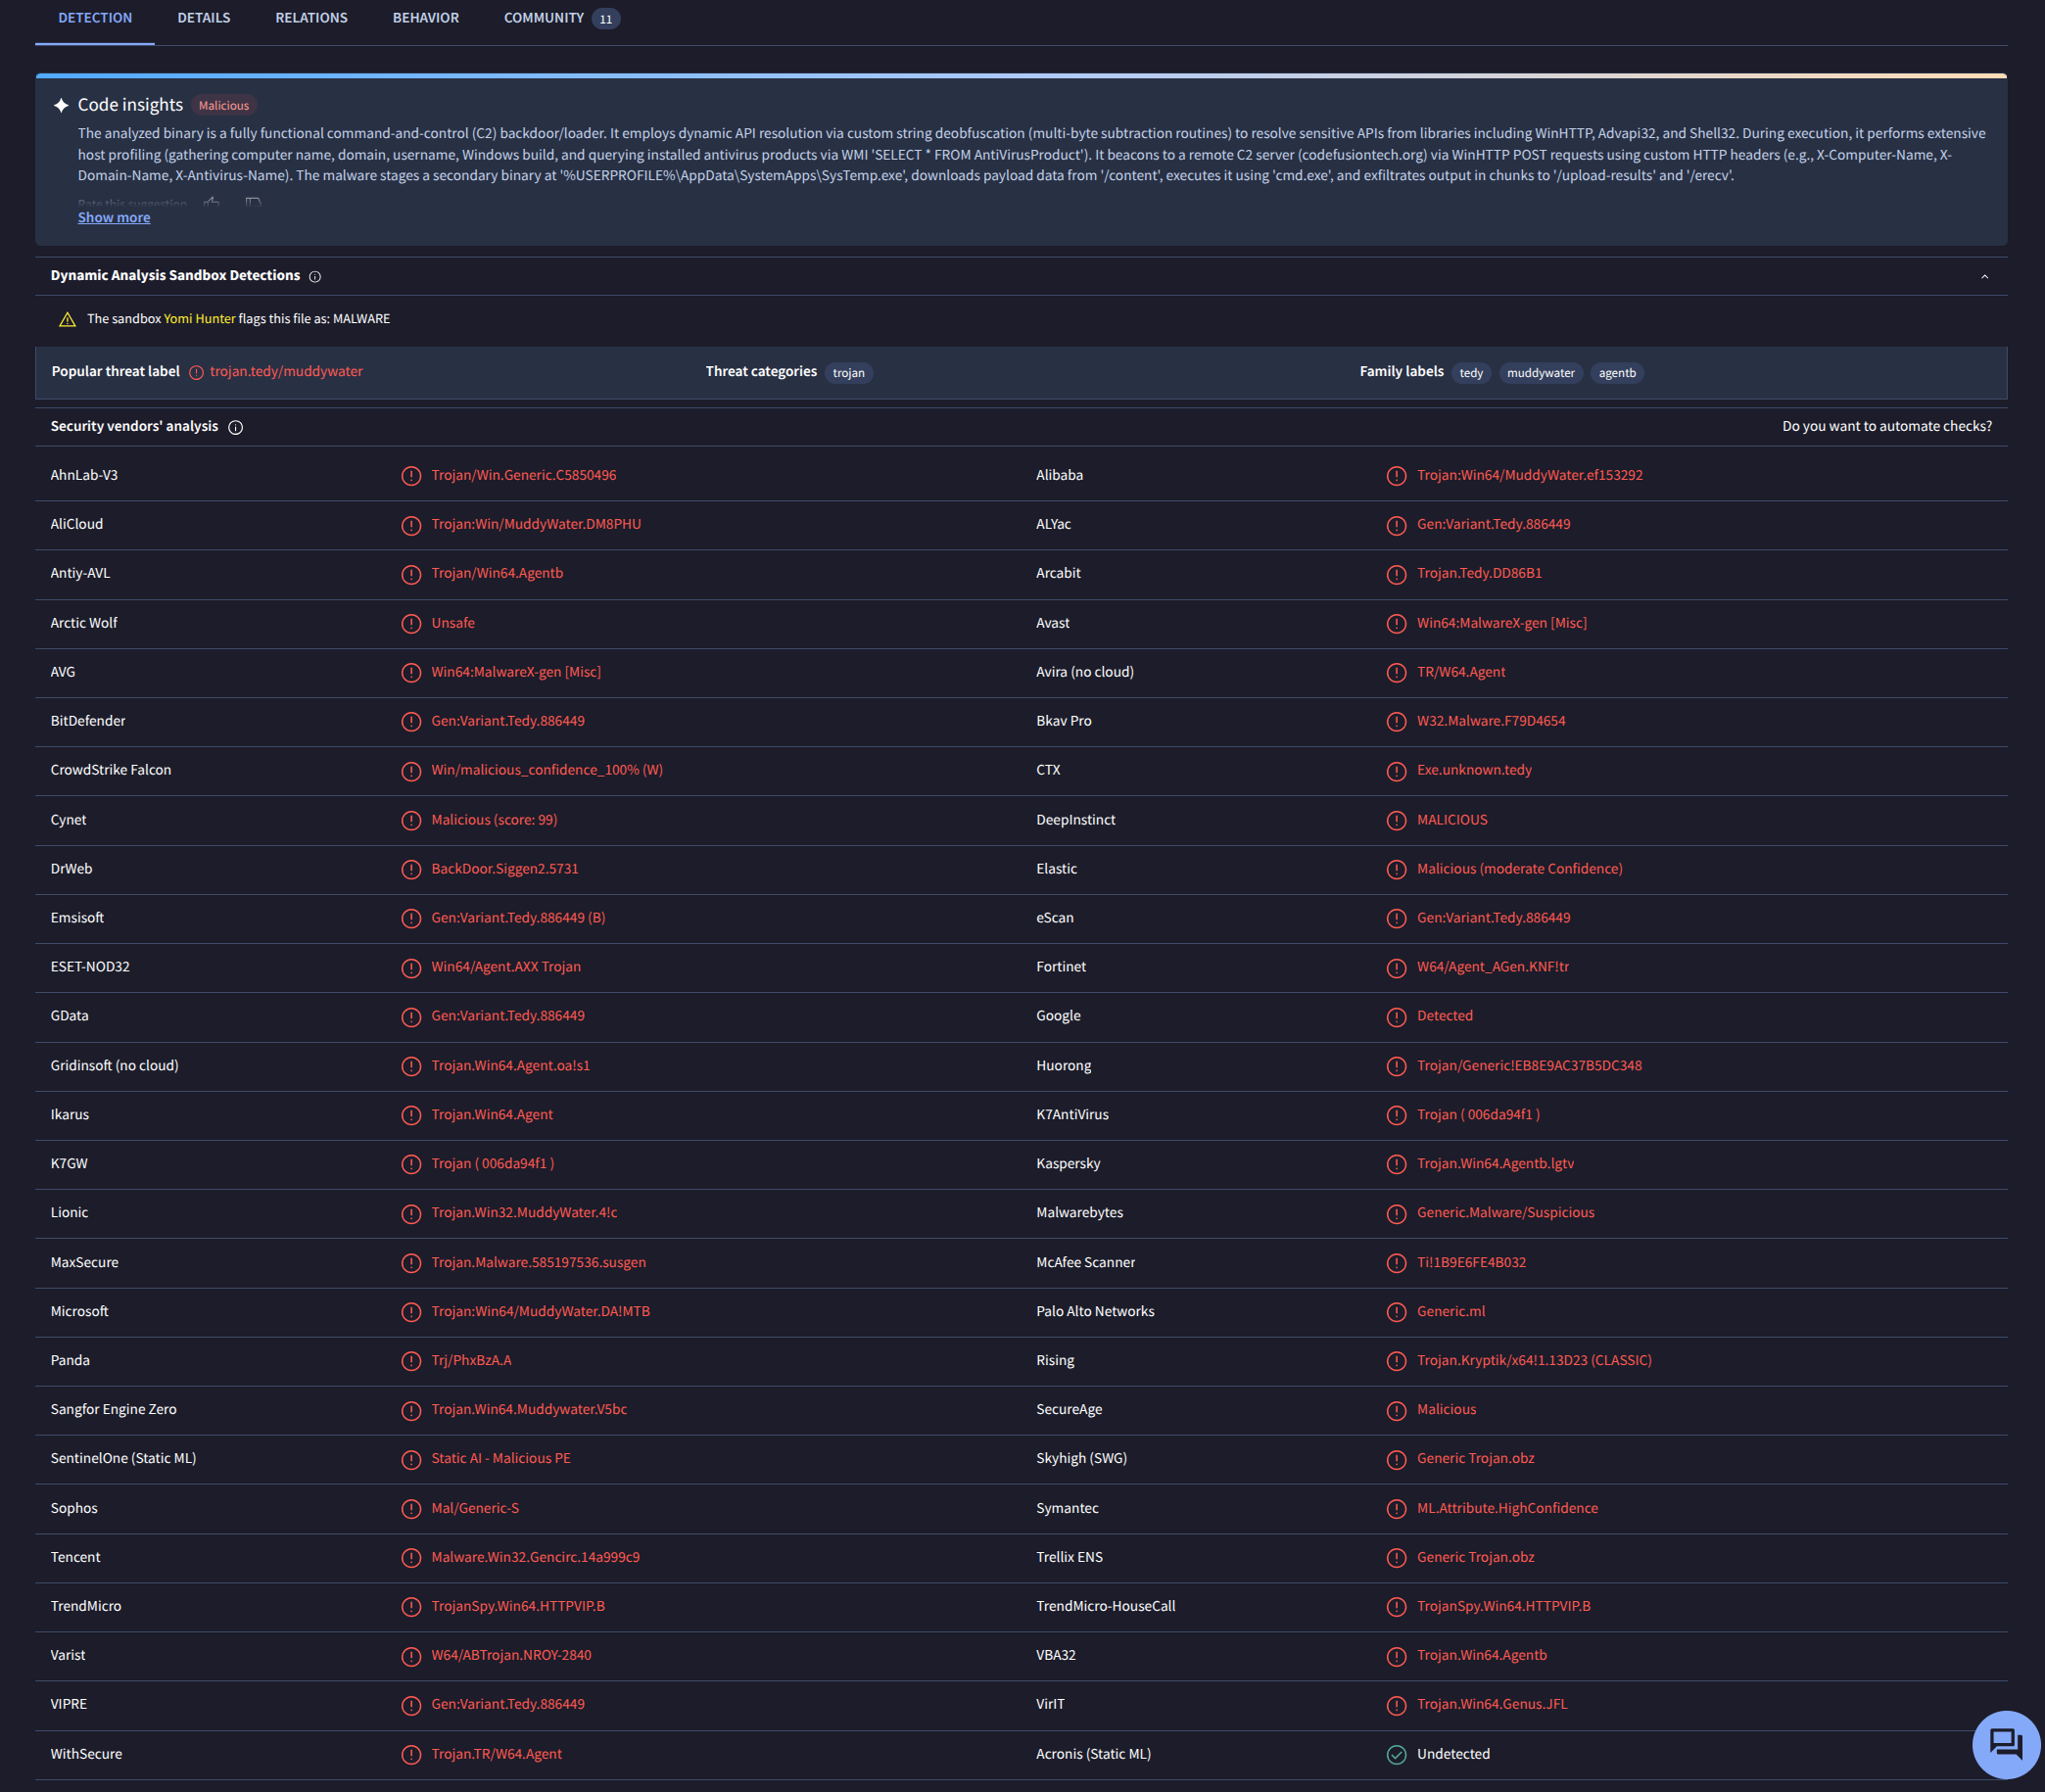 DETECTION DETAILS RELATIONS BEHAVIOR COMMUNITY 11
Code insights Malicious
The analyzed binary is a fully functional command-and-control (C2) backdoor/loader. It employs dynamic API resolution via custom string deobfuscation (multi-byte subtraction routines) to resolve sensitive APIs from libraries including WinHTTP, Advapi32, and Shell32. During execution, it performs extensive
host profiling (gathering computer name, domain, username, Windows build, and querying installed antivirus products via WMI 'SELECT * FROM AntiVirusProduct'). It beacons to a remote C2 server (codefusiontech.org) via WinHTTP POST requests using custom HTTP headers (e.g., X-Computer-Name, X-
Domain-Name, X-Antivirus-Name). The malware stages a secondary binary at '%USERPROFILE%\AppData\SystemApps\SysTemp.exe', downloads payload data from '/content', executes it using 'cmd.exe', and exfiltrates output in chunks to '/upload-results' and '/erecv'.
Rate this suggestion
Show more
Dynamic Analysis Sandbox Detections
The sandbox Yomi Hunter flags this file as: MALWARE
Popular threat label trojan.tedy/muddywater Threat categories trojan Family labels tedy muddywater agentb
Security vendors' analysis Do you want to automate checks?
AhnLab-V3 Trojan/Win.Generic.C5850496 Alibaba Trojan:Win64/MuddyWater.ef153292
AliCloud Trojan:Win/MuddyWater.DM8PHU ALYac Gen:Variant.Tedy.886449
Antiy-AVL Trojan/Win64.Agentb Arcabit Trojan.Tedy.DD86B1
Arctic Wolf Unsafe Avast Win64:MalwareX-gen [Misc]
AVG Win64:MalwareX-gen [Misc] Avira (no cloud) TR/W64.Agent
BitDefender Gen:Variant.Tedy.886449 Bkav Pro W32.Malware.F79D4654
CrowdStrike Falcon Win/malicious_confidence_100% (W) CTX Exe.unknown.tedy
Cynet Malicious (score: 99) DeepInstinct MALICIOUS
DrWeb BackDoor.Siggen2.5731 Elastic Malicious (moderate Confidence)
Emsisoft Gen:Variant.Tedy.886449 (B) eScan Gen:Variant.Tedy.886449
ESET-NOD32 Win64/Agent.AXX Trojan Fortinet W64/Agent_AGen.KNF!tr
GData Gen:Variant.Tedy.886449 Google Detected
Gridinsoft (no cloud) Trojan.Win64.Agent.oa!s1 Huorong Trojan/Generic!EB8E9AC37B5DC348
Ikarus Trojan.Win64.Agent K7AntiVirus Trojan ( 006da94f1 )
K7GW Trojan ( 006da94f1 ) Kaspersky Trojan.Win64.Agentb.lgtv
Lionic Trojan.Win32.MuddyWater.4!c Malwarebytes Generic.Malware/Suspicious
MaxSecure Trojan.Malware.585197536.susgen McAfee Scanner Ti!1B9E6FE4B032
Microsoft Trojan:Win64/MuddyWater.DA!MTB Palo Alto Networks Generic.ml
Panda Trj/PhxBzA.A Rising Trojan.Kryptik/x64!1.13D23 (CLASSIC)
Sangfor Engine Zero Trojan.Win64.Muddywater.V5bc SecureAge Malicious
SentinelOne (Static ML) Static AI - Malicious PE Skyhigh (SWG) Generic Trojan.obz
Sophos Mal/Generic-S Symantec ML.Attribute.HighConfidence
Tencent Malware.Win32.Gencirc.14a999c9 Trellix ENS Generic Trojan.obz
TrendMicro TrojanSpy.Win64.HTTPVIP.B TrendMicro-HouseCall TrojanSpy.Win64.HTTPVIP.B
Varist W64/ABTrojan.NROY-2840 VBA32 Trojan.Win64.Agentb
VIPRE Gen:Variant.Tedy.886449 VirIT Trojan.Win64.Genus.JFL
WithSecure Trojan.TR/W64.Agent Acronis (Static ML) Undetected